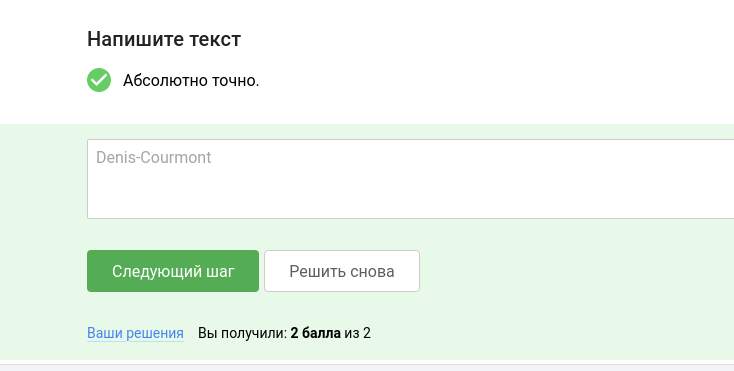 Напишите текст
Абсолютно точно.
Denis-Courmont
Следующий шаг
Решить снова
Ваши решения Вы получили: 2 балла из 2